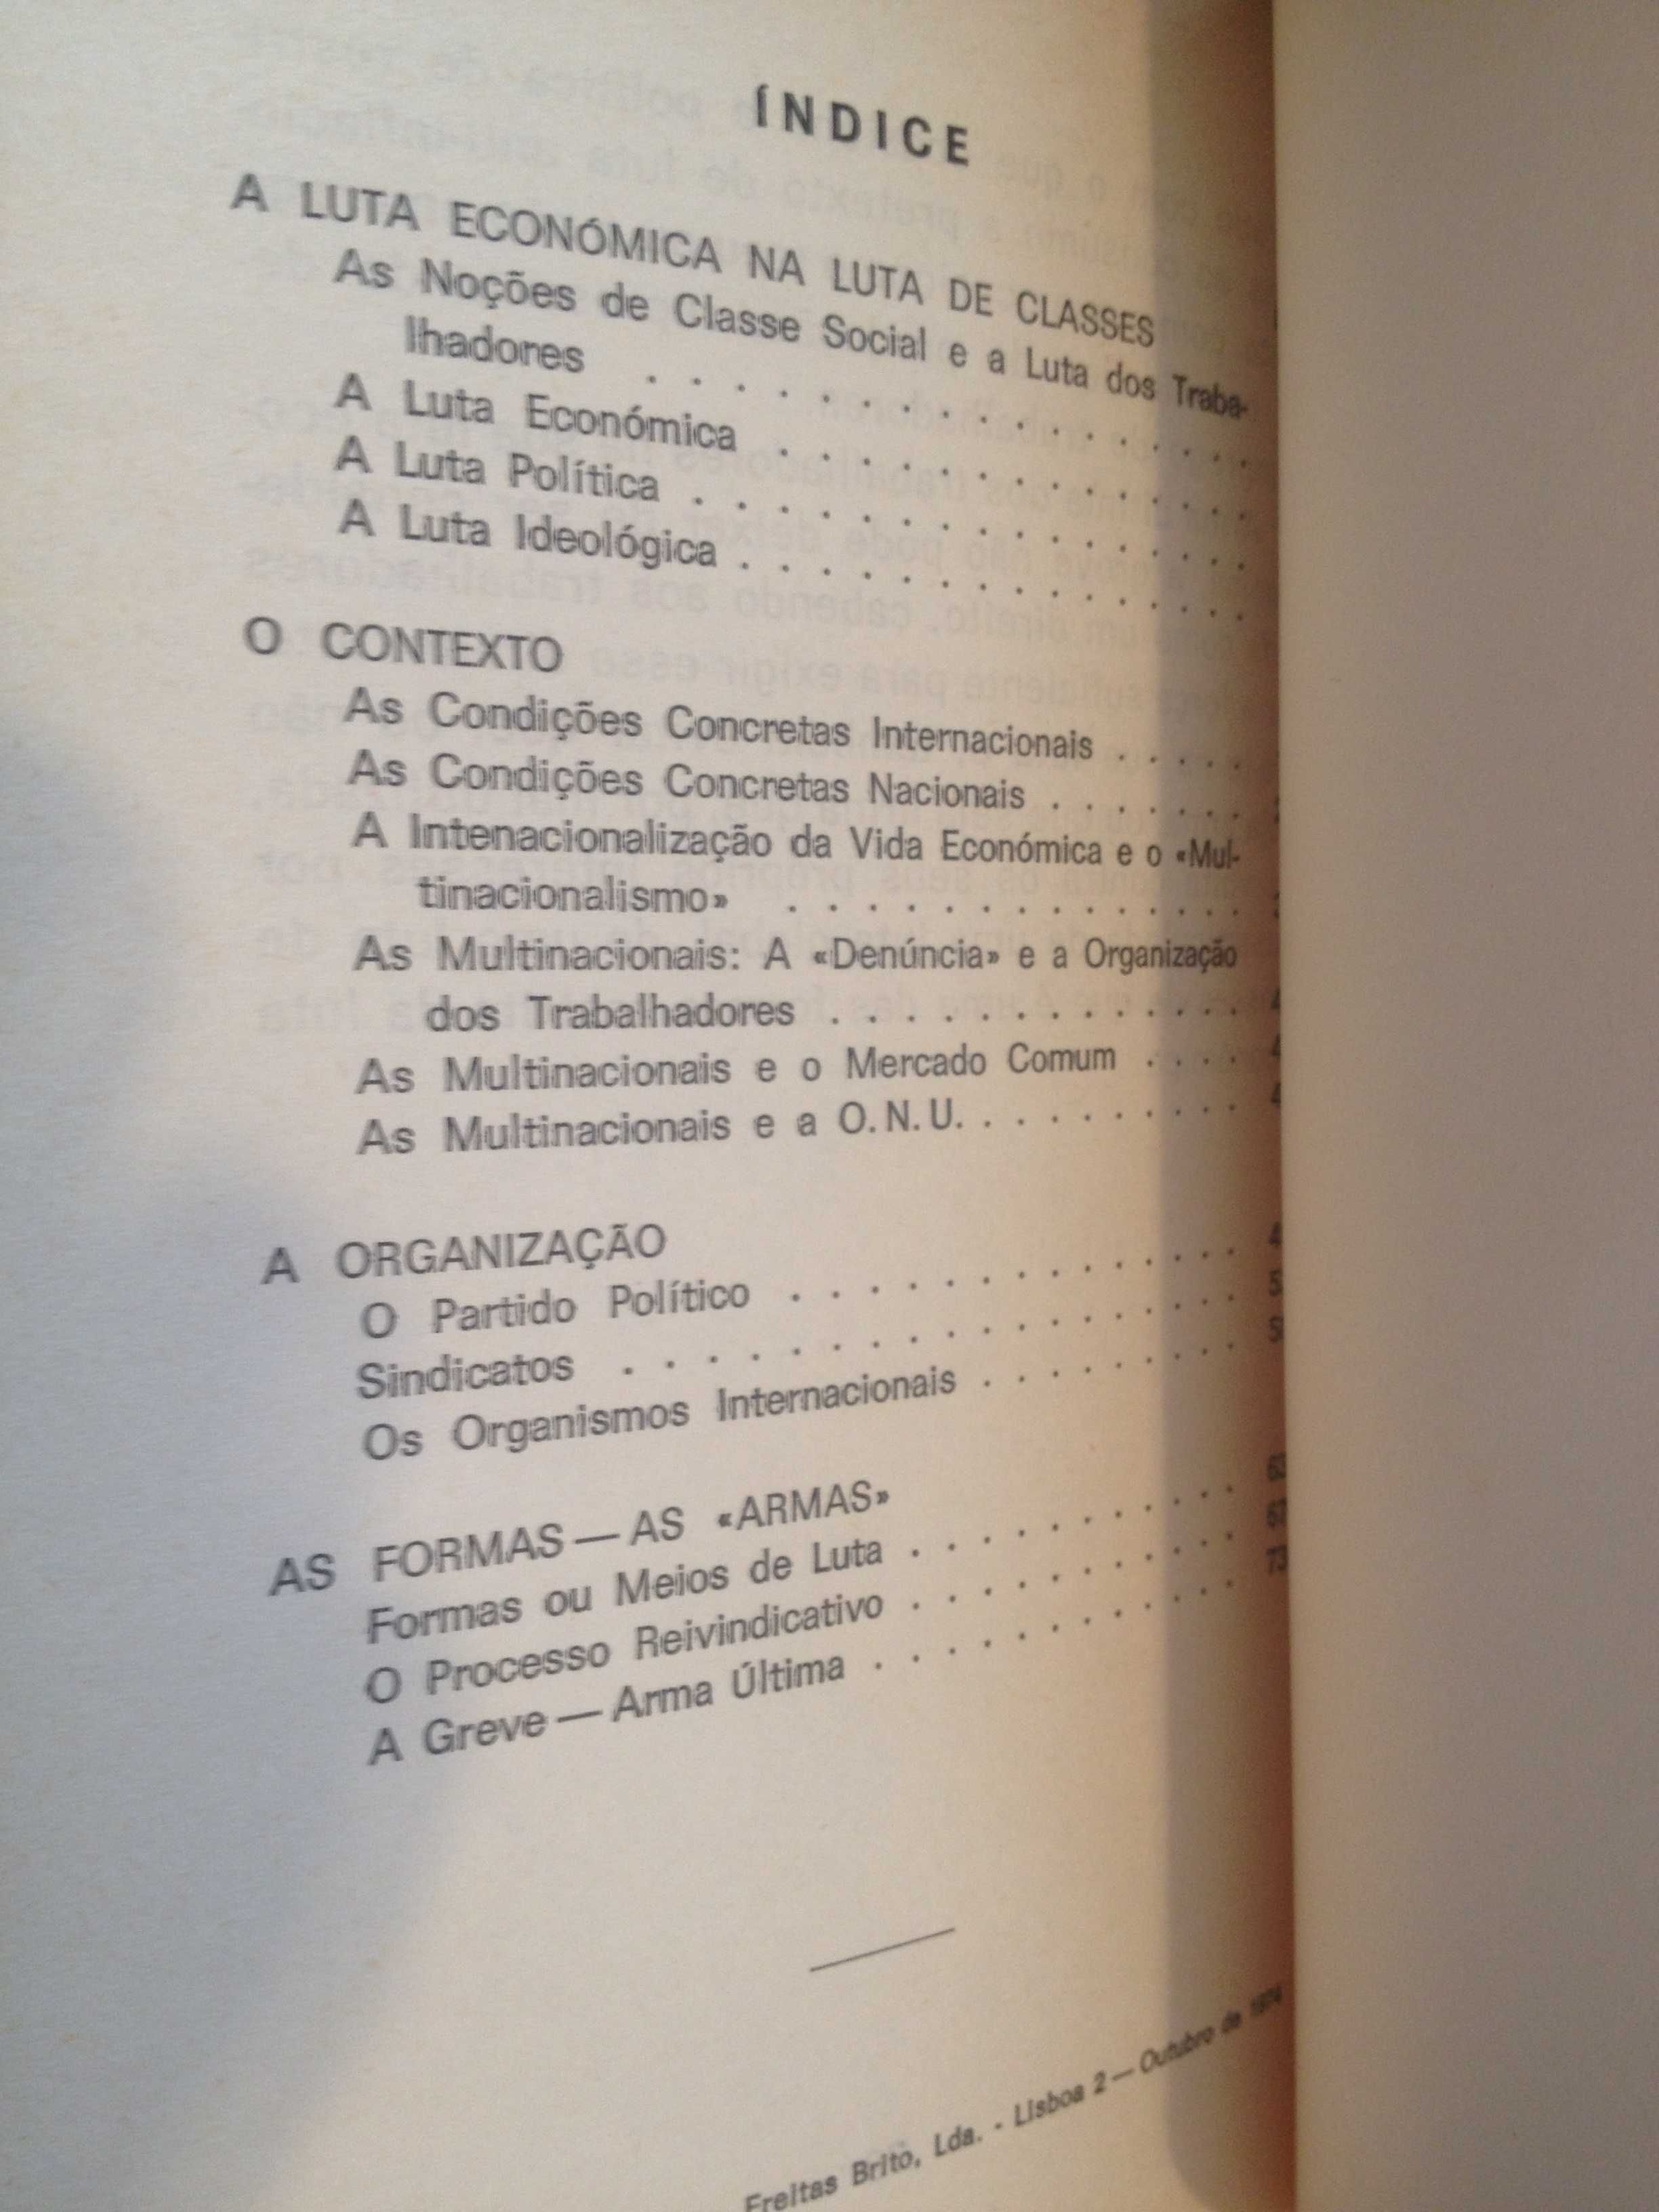 ÍNDICE
A LUTA ECONÓMICA NA LUTA DE CLASSES
As Noções de Classe Social e a Luta dos Traba-
lhadores . . . . . . . . . . . . . . .
A Luta Económica . . . . . . . . . . . .
A Luta Política . . . . . . . . . . . . . .
A Luta Ideológica . . . . . . . . . . . . .
O CONTEXTO
As Condições Concretas Internacionais . . . . .
As Condições Concretas Nacionais . . . . . . .
A Intenacionalização da Vida Económica e o «Mul-
tinacionalismo» . . . . . . . . . . . . .
As Multinacionais: A «Denúncia» e a Organização
dos Trabalhadores . . . . . . . . . . . .
As Multinacionais e o Mercado Comum . . . .
As Multinacionais e a O. N. U. . . . . . . . .
A ORGANIZAÇÃO
O Partido Político . . . . . . . . . . . .
Sindicatos . . . . . . . . . . . . . . .
Os Organismos Internacionais . . . . . . . .
AS FORMAS — AS «ARMAS»
Formas ou Meios de Luta . . . . . . . . . 63
O Processo Reivindicativo . . . . . . . . . 67
A Greve — Arma Última . . . . . . . . . . 73
Freitas Brito, Lda. - Lisboa 2 — Outubro de 1974